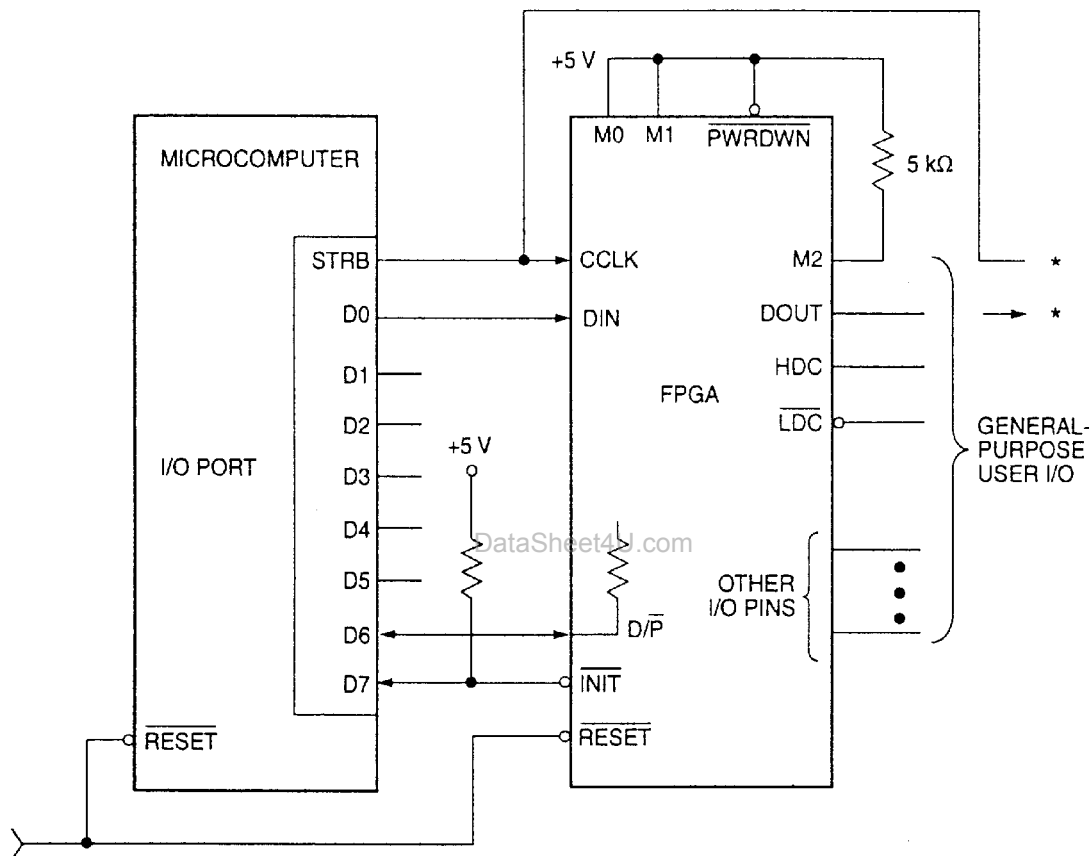 +5 V
M0 M1 PWRDWN
MICROCOMPUTER
5 kΩ
STRB
CCLK
M2
*
D0
DIN
DOUT
*
D1
HDC
FPGA
D2
LDC
GENERAL-
PURPOSE
USER I/O
+5 V
I/O PORT
D3
D4
DataSheet4U.com
D5
OTHER
I/O PINS
D6
D/P
D7
INIT
RESET
RESET